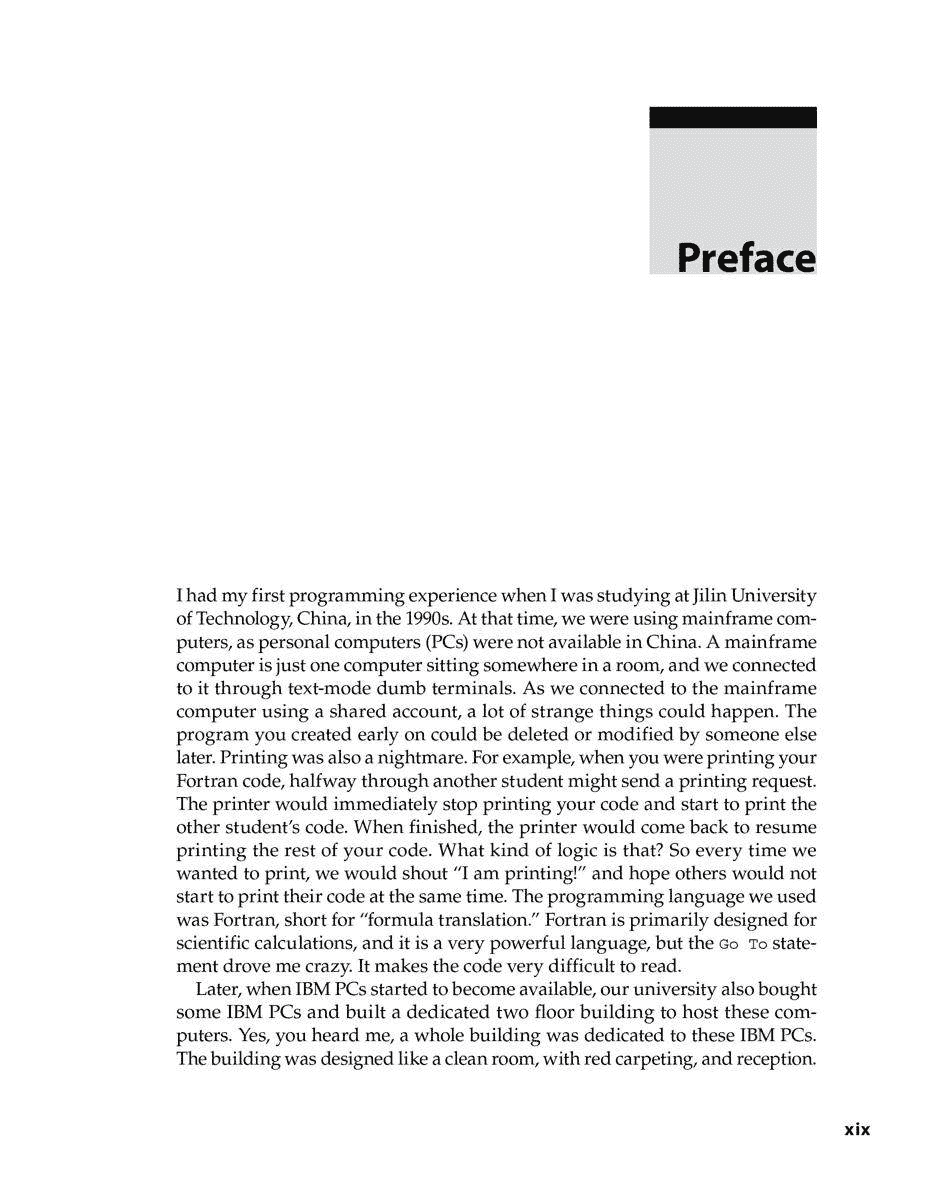 Preface
I had my first programming experience when I was studying at Jilin University
of Technology, China, in the 1990s. At that time, we were using mainframe com-
puters, as personal computers (PCs) were not available in China. A mainframe
computer is just one computer sitting somewhere in a room, and we connected
to it through text-mode dumb terminals. As we connected to the mainframe
computer using a shared account, a lot of strange things could happen. The
program you created early on could be deleted or modified by someone else
later. Printing was also a nightmare. For example, when you were printing your
Fortran code, halfway through another student might send a printing request.
The printer would immediately stop printing your code and start to print the
other student’s code. When finished, the printer would come back to resume
printing the rest of your code. What kind of logic is that? So every time we
wanted to print, we would shout “I am printing!” and hope others would not
start to print their code at the same time. The programming language we used
was Fortran, short for “formula translation.” Fortran is primarily designed for
scientific calculations, and it is a very powerful language, but the Go To state-
ment drove me crazy. It makes the code very difficult to read.
Later, when IBM PCs started to become available, our university also bought
some IBM PCs and built a dedicated two floor building to host these com-
puters. Yes, you heard me, a whole building was dedicated to these IBM PCs.
The building was designed like a clean room, with red carpeting, and reception.
xix